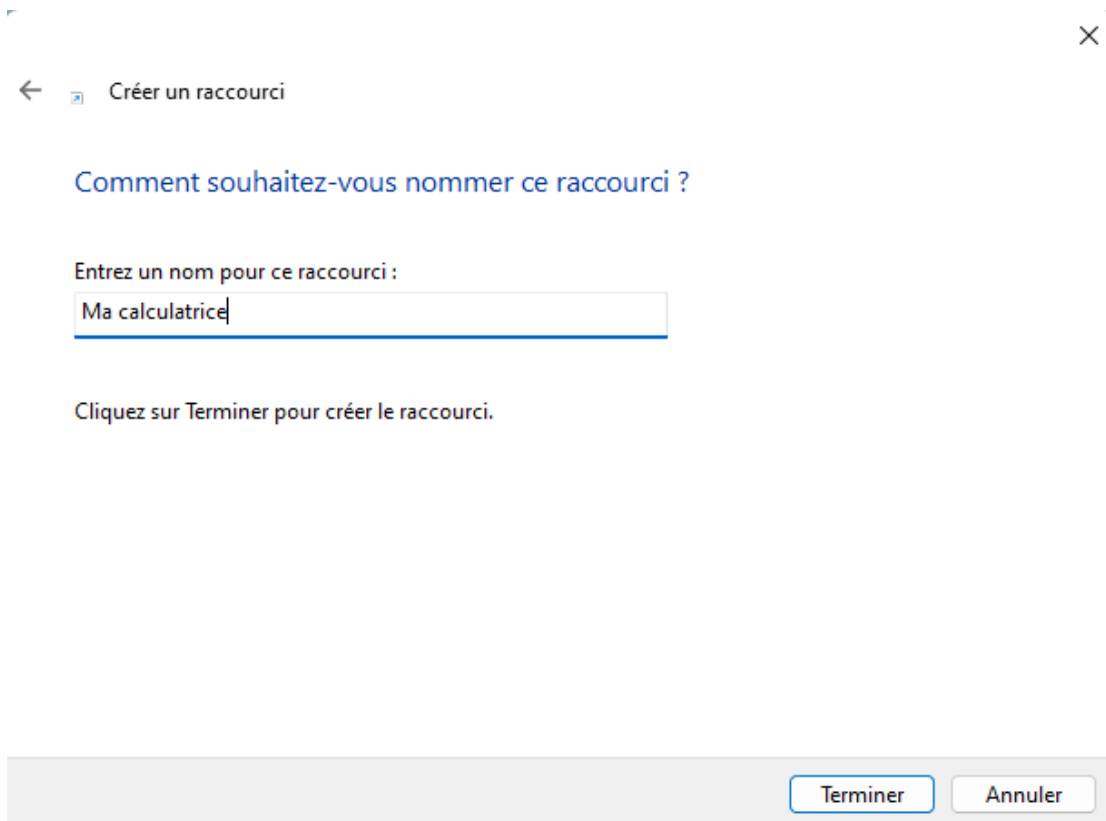 Créer un raccourci
Comment souhaitez-vous nommer ce raccourci ?
Entrez un nom pour ce raccourci :
Ma calculatrice
Cliquez sur Terminer pour créer le raccourci.
Terminer
Annuler